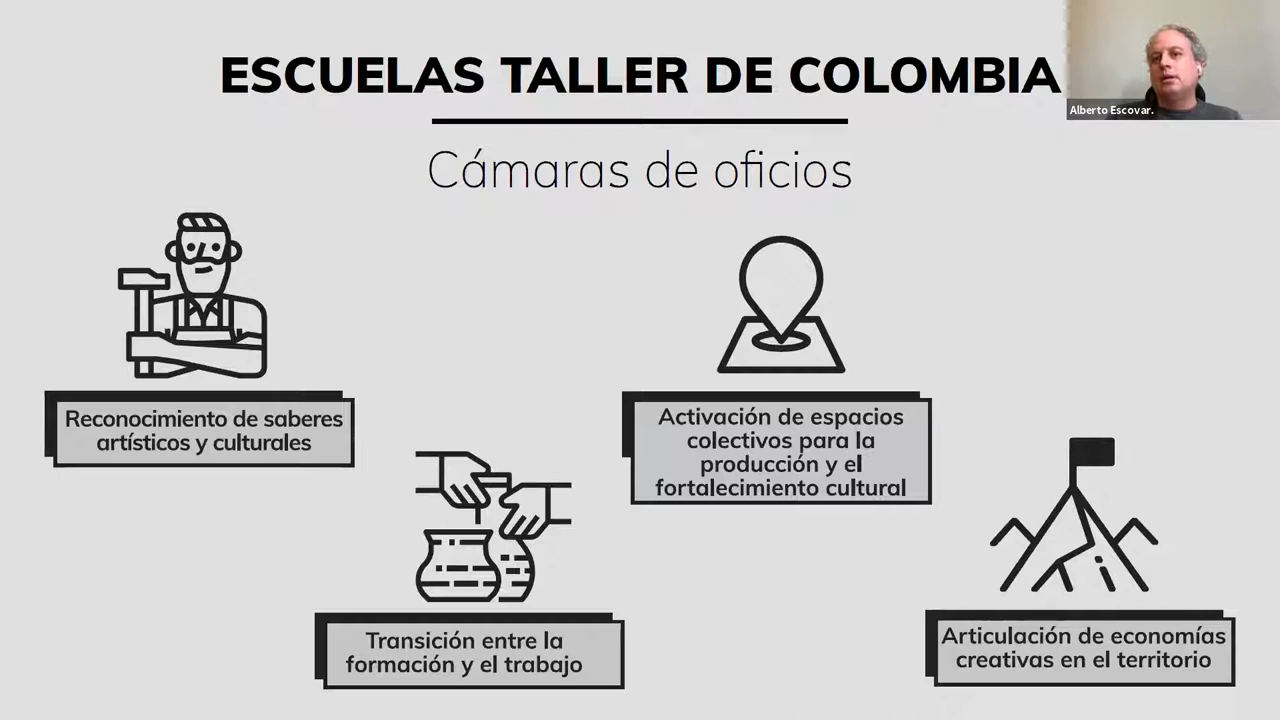 ESCUELAS TALLER DE COLOMBIA
Alberto Escovar.
Cámaras de oficios
Reconocimiento de saberes
artísticos y culturales
Activación de espacios
colectivos para la
producción y el
fortalecimiento cultural
Transición entre la
formación y el trabajo
Articulación de economías
creativas en el territorio